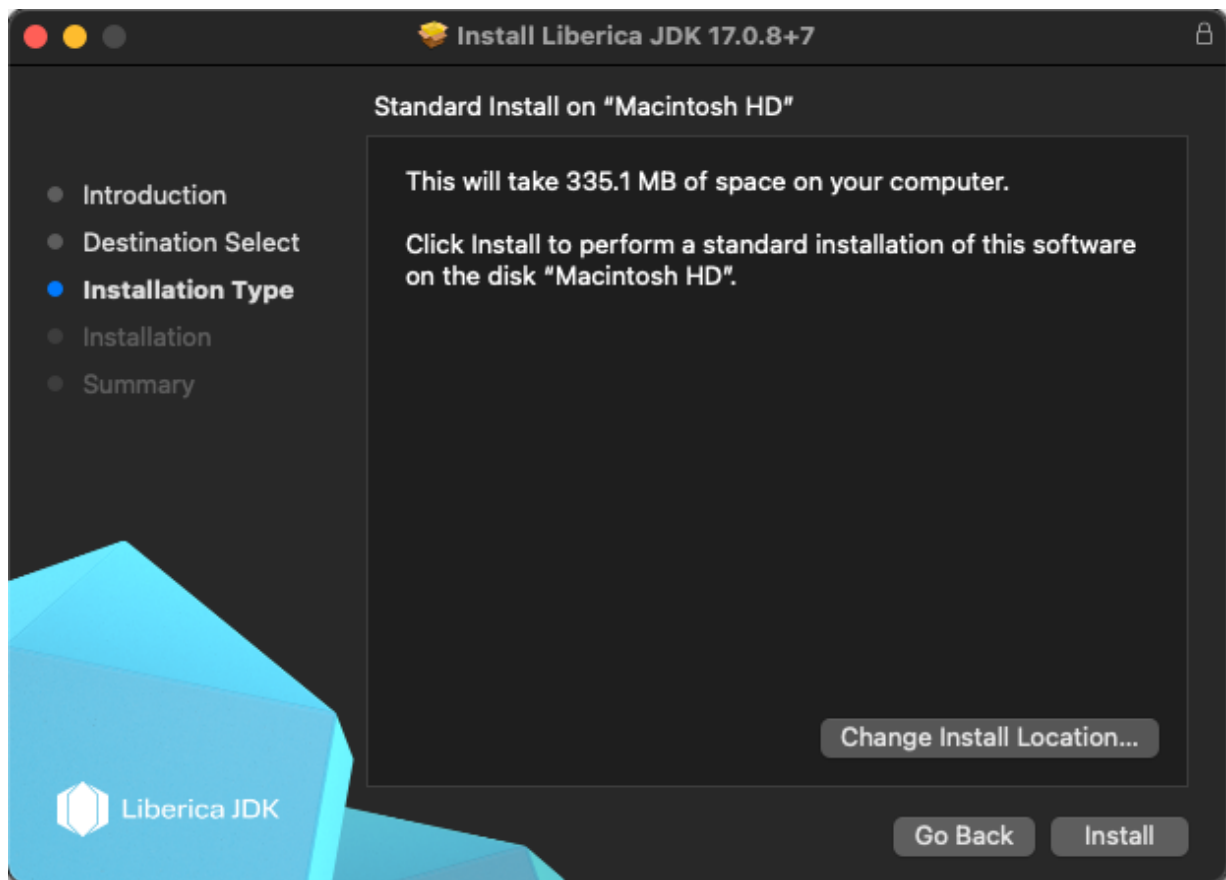 Install Liberica JDK 17.0.8+7
Standard Install on “Macintosh HD”
Introduction
Destination Select
Installation Type
Installation
Summary
This will take 335.1 MB of space on your computer.
Click Install to perform a standard installation of this software
on the disk “Macintosh HD”.
Change Install Location...
Liberica JDK
Go Back
Install